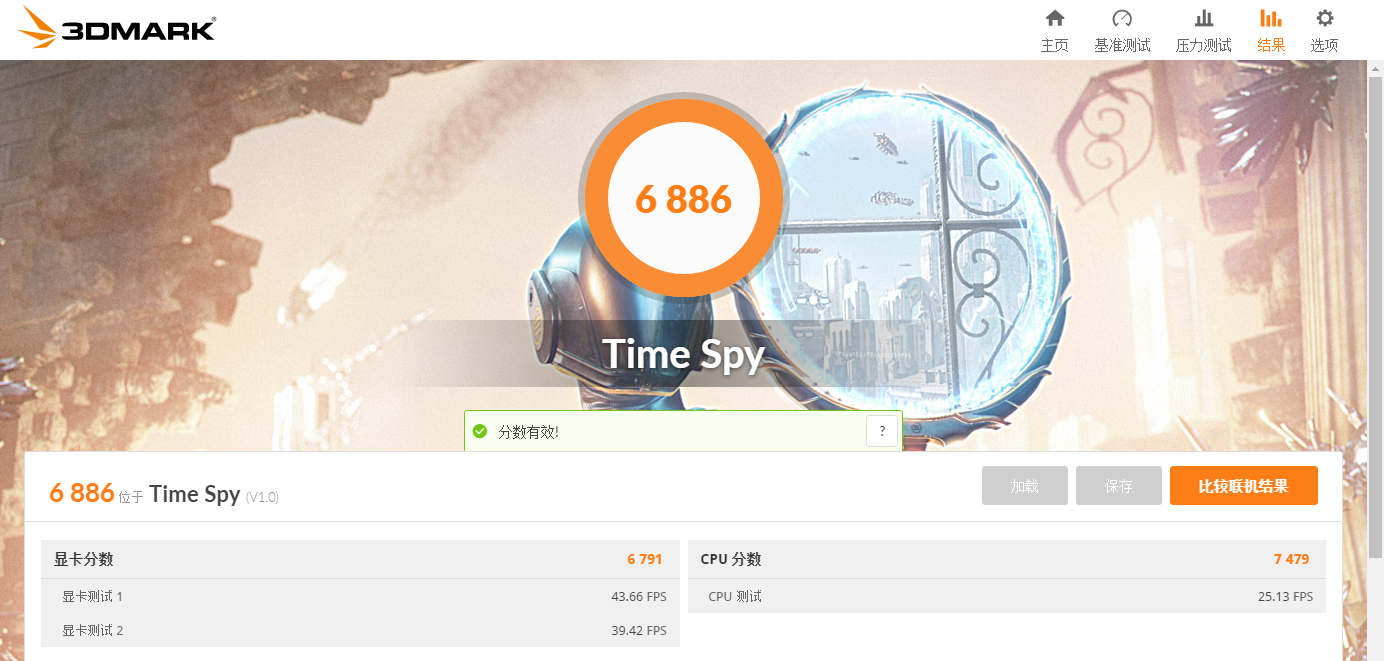 3DMARK®
主页 基准测试 压力测试 结果 选项
6 886
Time Spy
分数有效!
?
6 886 位于 Time Spy (V1.0)
加载 保存 比较联机结果
显卡分数 6 791
显卡测试 1 43.66 FPS
显卡测试 2 39.42 FPS
CPU 分数 7 479
CPU 测试 25.13 FPS